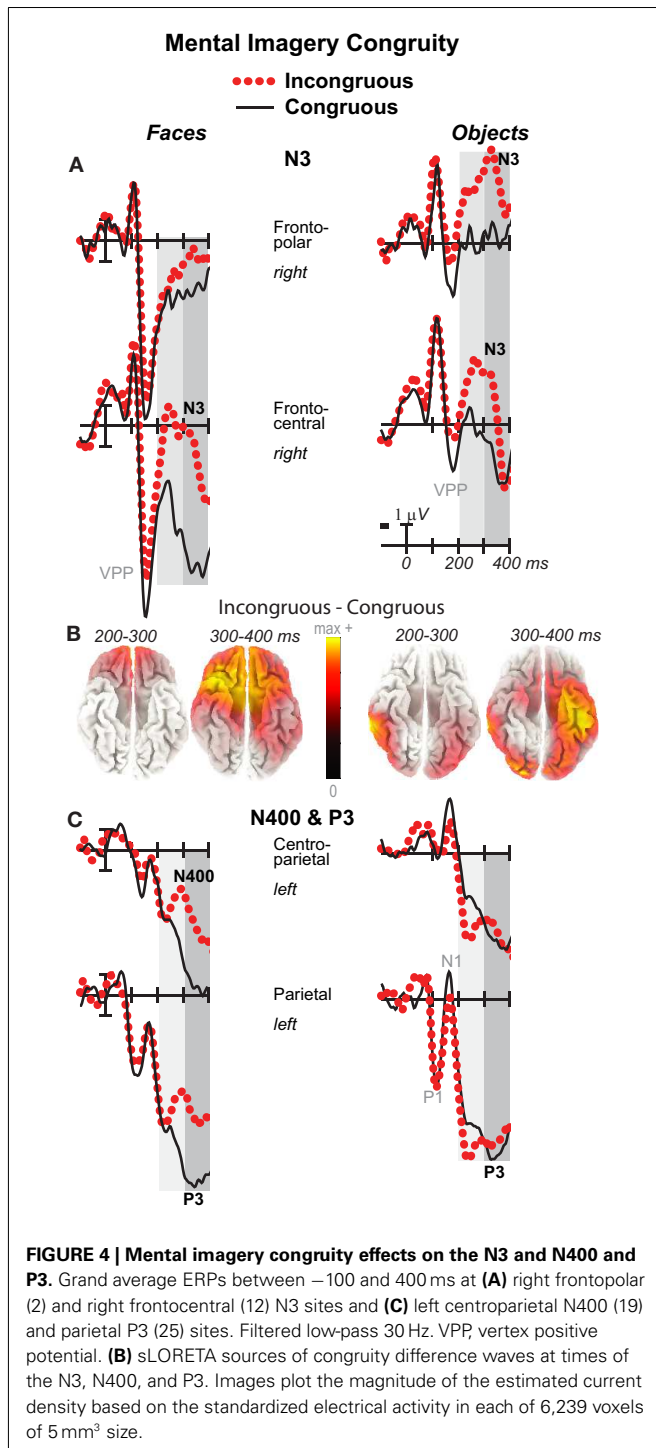 Mental Imagery Congruity
Incongruous
Congruous
Faces
Objects
A
N3
N3
Fronto-
polar
right
N3
N3
Fronto-
central
right
VPP
VPP
1 µV
0 200 400 ms
Incongruous - Congruous
B
200-300
300-400 ms
max +
0
200-300
300-400 ms
C
N400 & P3
Centro-
parietal
left
N400
N1
Parietal
left
P1
P3
P3
FIGURE 4 | Mental imagery congruity effects on the N3 and N400 and
P3. Grand average ERPs between −100 and 400 ms at (A) right frontopolar
(2) and right frontocentral (12) N3 sites and (C) left centroparietal N400 (19)
and parietal P3 (25) sites. Filtered low-pass 30 Hz. VPP, vertex positive
potential. (B) sLORETA sources of congruity difference waves at times of
the N3, N400, and P3. Images plot the magnitude of the estimated current
density based on the standardized electrical activity in each of 6,239 voxels
of 5 mm³ size.